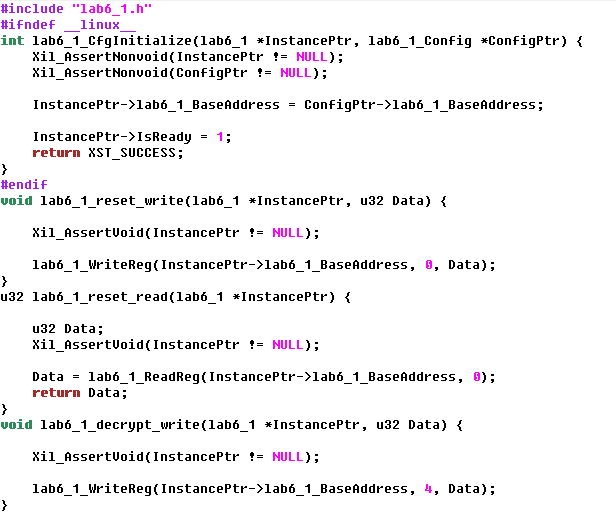 #include "lab6_1.h"
#ifndef __linux__
int lab6_1_CfgInitialize(lab6_1 *InstancePtr, lab6_1_Config *ConfigPtr) {
    Xil_AssertNonvoid(InstancePtr != NULL);
    Xil_AssertNonvoid(ConfigPtr != NULL);

    InstancePtr->lab6_1_BaseAddress = ConfigPtr->lab6_1_BaseAddress;

    InstancePtr->IsReady = 1;
    return XST_SUCCESS;
}
#endif
void lab6_1_reset_write(lab6_1 *InstancePtr, u32 Data) {

    Xil_AssertVoid(InstancePtr != NULL);

    lab6_1_WriteReg(InstancePtr->lab6_1_BaseAddress, 0, Data);
}
u32 lab6_1_reset_read(lab6_1 *InstancePtr) {

    u32 Data;
    Xil_AssertVoid(InstancePtr != NULL);

    Data = lab6_1_ReadReg(InstancePtr->lab6_1_BaseAddress, 0);
    return Data;
}
void lab6_1_decrypt_write(lab6_1 *InstancePtr, u32 Data) {

    Xil_AssertVoid(InstancePtr != NULL);

    lab6_1_WriteReg(InstancePtr->lab6_1_BaseAddress, 4, Data);
}